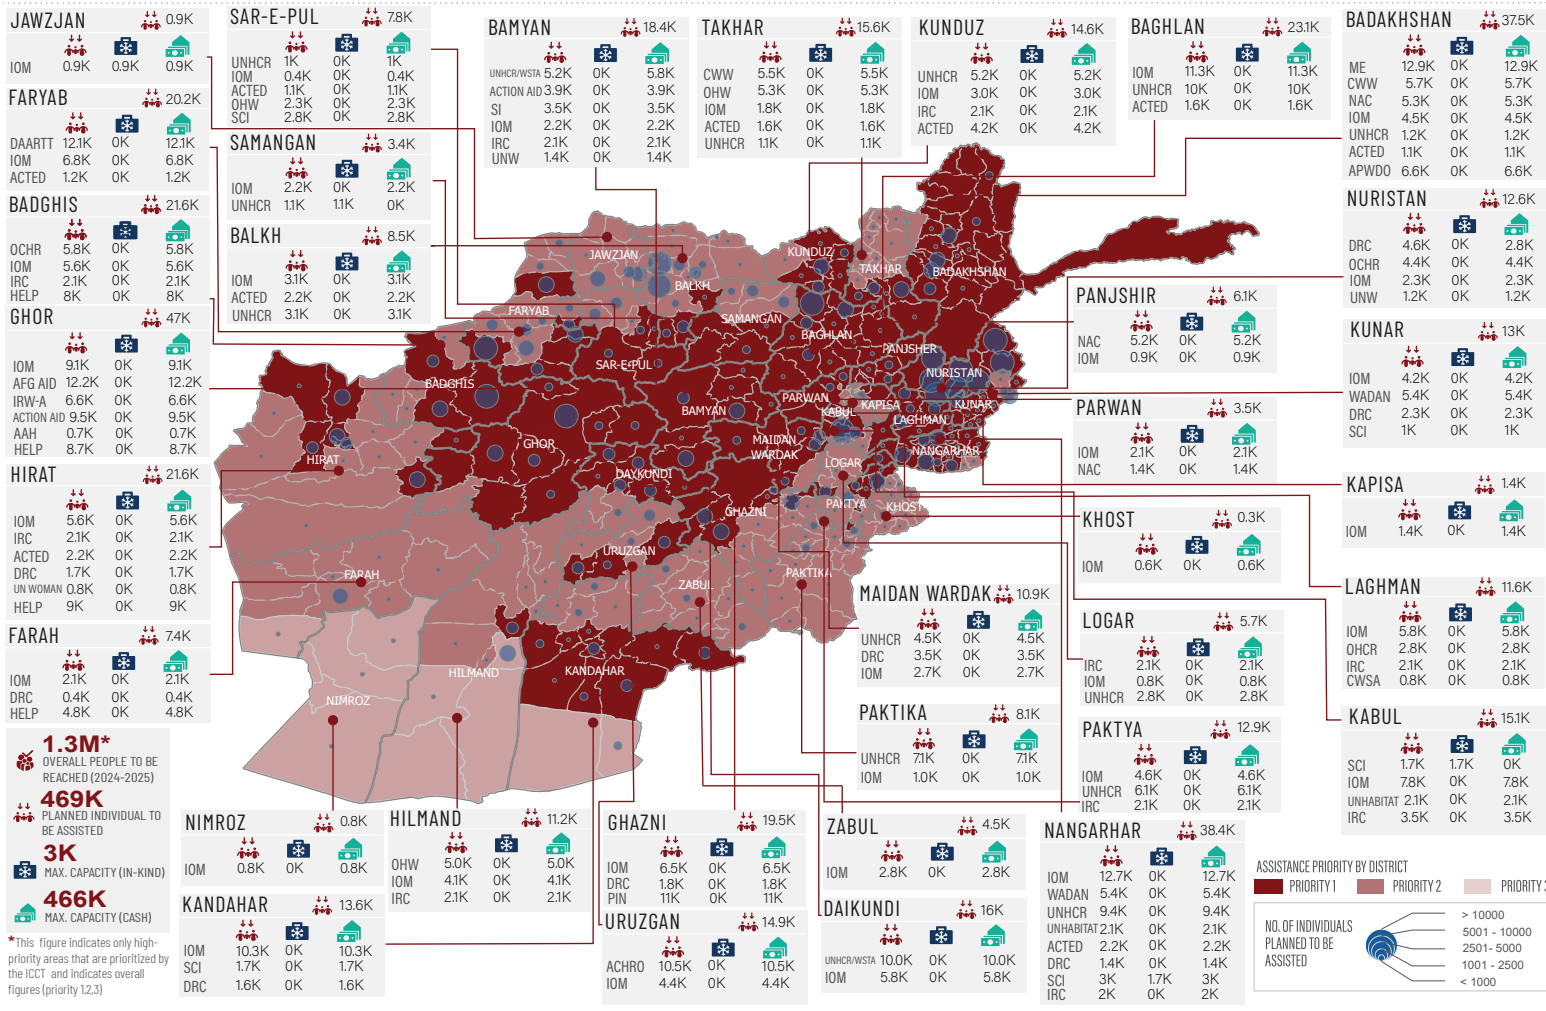 JAWZJAN 0.9K
IOM 0.9K 0.9K 0.9K
FARYAB 20.2K
DAARTT 12.1K 0K 12.1K
IOM 6.8K 0K 6.8K
ACTED 1.2K 0K 1.2K
BADGHIS 21.6K
OCHR 5.8K 0K 5.8K
IOM 5.6K 0K 5.6K
IRC 2.1K 0K 2.1K
HELP 8K 0K 8K
GHOR 47K
IOM 9.1K 0K 9.1K
AFG AID 12.2K 0K 12.2K
IRW-A 6.6K 0K 6.6K
ACTION AID 9.5K 0K 9.5K
AAH 0.7K 0K 0.7K
HELP 8.7K 0K 8.7K
HIRAT 21.6K
IOM 5.6K 0K 5.6K
IRC 2.1K 0K 2.1K
ACTED 2.2K 0K 2.2K
DRC 1.7K 0K 1.7K
UN WOMAN 0.8K 0K 0.8K
HELP 9K 0K 9K
FARAH 7.4K
IOM 2.1K 0K 2.1K
DRC 0.4K 0K 0.4K
HELP 4.8K 0K 4.8K
1.3M*
OVERALL PEOPLE TO BE
REACHED (2024-2025)
469K
PLANNED INDIVIDUAL TO
BE ASSISTED
3K
MAX. CAPACITY (IN-KIND)
466K
MAX. CAPACITY (CASH)
*This figure indicates only high-
priority areas that are prioritized by
the ICCT and indicates overall
figures (priority 1,2,3)
SAR-E-PUL 7.8K
UNHCR 1K 0K 1K
IOM 0.4K 0K 0.4K
ACTED 1.1K 0K 1.1K
OHW 2.3K 0K 2.3K
SCI 2.8K 0K 2.8K
SAMANGAN 3.4K
IOM 2.2K 0K 2.2K
UNHCR 1.1K 1.1K 0K
BALKH 8.5K
IOM 3.1K 0K 3.1K
ACTED 2.2K 0K 2.2K
UNHCR 3.1K 0K 3.1K
BAMYAN 18.4K
UNHCR/WSTA 5.2K 0K 5.8K
ACTION AID 3.9K 0K 3.9K
SI 3.5K 0K 3.5K
IOM 2.2K 0K 2.2K
IRC 2.1K 0K 2.1K
UNW 1.4K 0K 1.4K
TAKHAR 15.6K
CWW 5.5K 0K 5.5K
OHW 5.3K 0K 5.3K
IOM 1.8K 0K 1.8K
ACTED 1.6K 0K 1.6K
UNHCR 1.1K 0K 1.1K
KUNDUZ 14.6K
UNHCR 5.2K 0K 5.2K
IOM 3.0K 0K 3.0K
IRC 2.1K 0K 2.1K
ACTED 4.2K 0K 4.2K
BAGHLAN 23.1K
IOM 11.3K 0K 11.3K
UNHCR 10K 0K 10K
ACTED 1.6K 0K 1.6K
BADAKHSHAN 37.5K
ME 12.9K 0K 12.9K
CWW 5.7K 0K 5.7K
NAC 5.3K 0K 5.3K
IOM 4.5K 0K 4.5K
UNHCR 1.2K 0K 1.2K
ACTED 1.1K 0K 1.1K
APWDO 6.6K 0K 6.6K
NURISTAN 12.6K
DRC 4.6K 0K 2.8K
OCHR 4.4K 0K 4.4K
IOM 2.3K 0K 2.3K
UNW 1.2K 0K 1.2K
PANJSHIR 6.1K
NAC 5.2K 0K 5.2K
IOM 0.9K 0K 0.9K
KUNAR 13K
IOM 4.2K 0K 4.2K
WADAN 5.4K 0K 5.4K
DRC 2.3K 0K 2.3K
SCI 1K 0K 1K
PARWAN 3.5K
IOM 2.1K 0K 2.1K
NAC 1.4K 0K 1.4K
KAPISA 1.4K
IOM 1.4K 0K 1.4K
KHOST 0.3K
IOM 0.6K 0K 0.6K
LAGHMAN 11.6K
IOM 5.8K 0K 5.8K
OHCR 2.8K 0K 2.8K
IRC 2.1K 0K 2.1K
CWSA 0.8K 0K 0.8K
MAIDAN WARDAK 10.9K
UNHCR 4.5K 0K 4.5K
DRC 3.5K 0K 3.5K
IOM 2.7K 0K 2.7K
LOGAR 5.7K
IRC 2.1K 0K 2.1K
IOM 0.8K 0K 0.8K
UNHCR 2.8K 0K 2.8K
PAKTIKA 8.1K
UNHCR 7.1K 0K 7.1K
IOM 1.0K 0K 1.0K
PAKTYA 12.9K
IOM 4.6K 0K 4.6K
UNHCR 6.1K 0K 6.1K
IRC 2.1K 0K 2.1K
KABUL 15.1K
SCI 1.7K 1.7K 0K
IOM 7.8K 0K 7.8K
UNHABITAT 2.1K 0K 2.1K
IRC 3.5K 0K 3.5K
NIMROZ 0.8K
IOM 0.8K 0K 0.8K
KANDAHAR 13.6K
IOM 10.3K 0K 10.3K
SCI 1.7K 0K 1.7K
DRC 1.6K 0K 1.6K
HILMAND 11.2K
OHW 5.0K 0K 5.0K
IOM 4.1K 0K 4.1K
IRC 2.1K 0K 2.1K
GHAZNI 19.5K
IOM 6.5K 0K 6.5K
DRC 1.8K 0K 1.8K
PIN 11K 0K 11K
URUZGAN 14.9K
ACHRO 10.5K 0K 10.5K
IOM 4.4K 0K 4.4K
ZABUL 4.5K
IOM 2.8K 0K 2.8K
DAIKUNDI 16K
UNHCR/WSTA 10.0K 0K 10.0K
IOM 5.8K 0K 5.8K
NANGARHAR 38.4K
IOM 12.7K 0K 12.7K
WADAN 5.4K 0K 5.4K
UNHCR 9.4K 0K 9.4K
UNHABITAT 2.1K 0K 2.1K
ACTED 2.2K 0K 2.2K
DRC 1.4K 0K 1.4K
SCI 3K 1.7K 3K
IRC 2K 0K 2K
ASSISTANCE PRIORITY BY DISTRICT
PRIORITY 1 PRIORITY 2 PRIORITY 3
NO. OF INDIVIDUALS
PLANNED TO BE
ASSISTED
> 10000
5001 - 10000
2501- 5000
1001 - 2500
< 1000
JAWZJAN
BALKH
KUNDUZ
TAKHAR
BADAKHSHAN
FARYAB
SAMANGAN
BAGHLAN
PANJSHER
SAR-E-PUL
NURISTAN
BADGHIS
BAMYAN
PARWAN
KABUL
KAPISA
KUNAR
LAGHMAN
GHOR
MAIDAN
WARDAK
NANGARHAR
HIRAT
LOGAR
DAYKUNDI
GHAZNI
PAKTYA
KHOST
URUZGAN
FARAH
ZABUL
PAKTIKA
HILMAND
KANDAHAR
NIMROZ